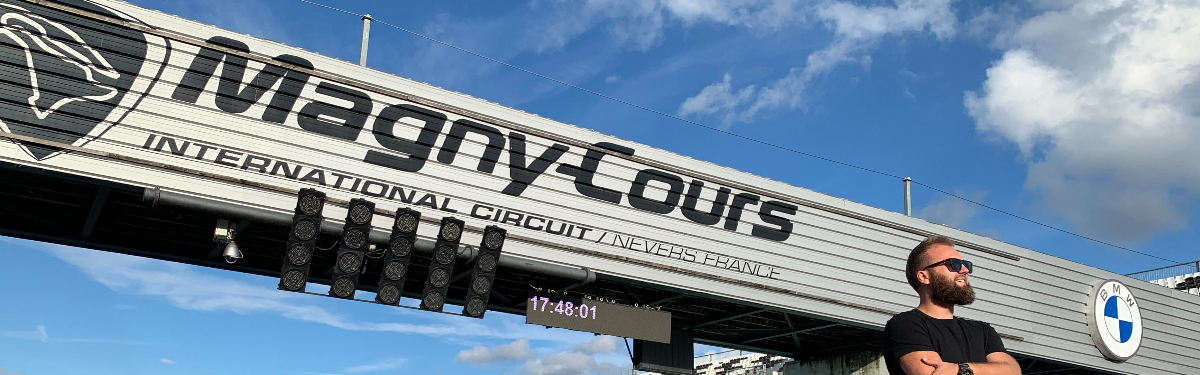 Magny-Cours
INTERNATIONAL CIRCUIT / NEVERS FRANCE
17:48:01
BMW